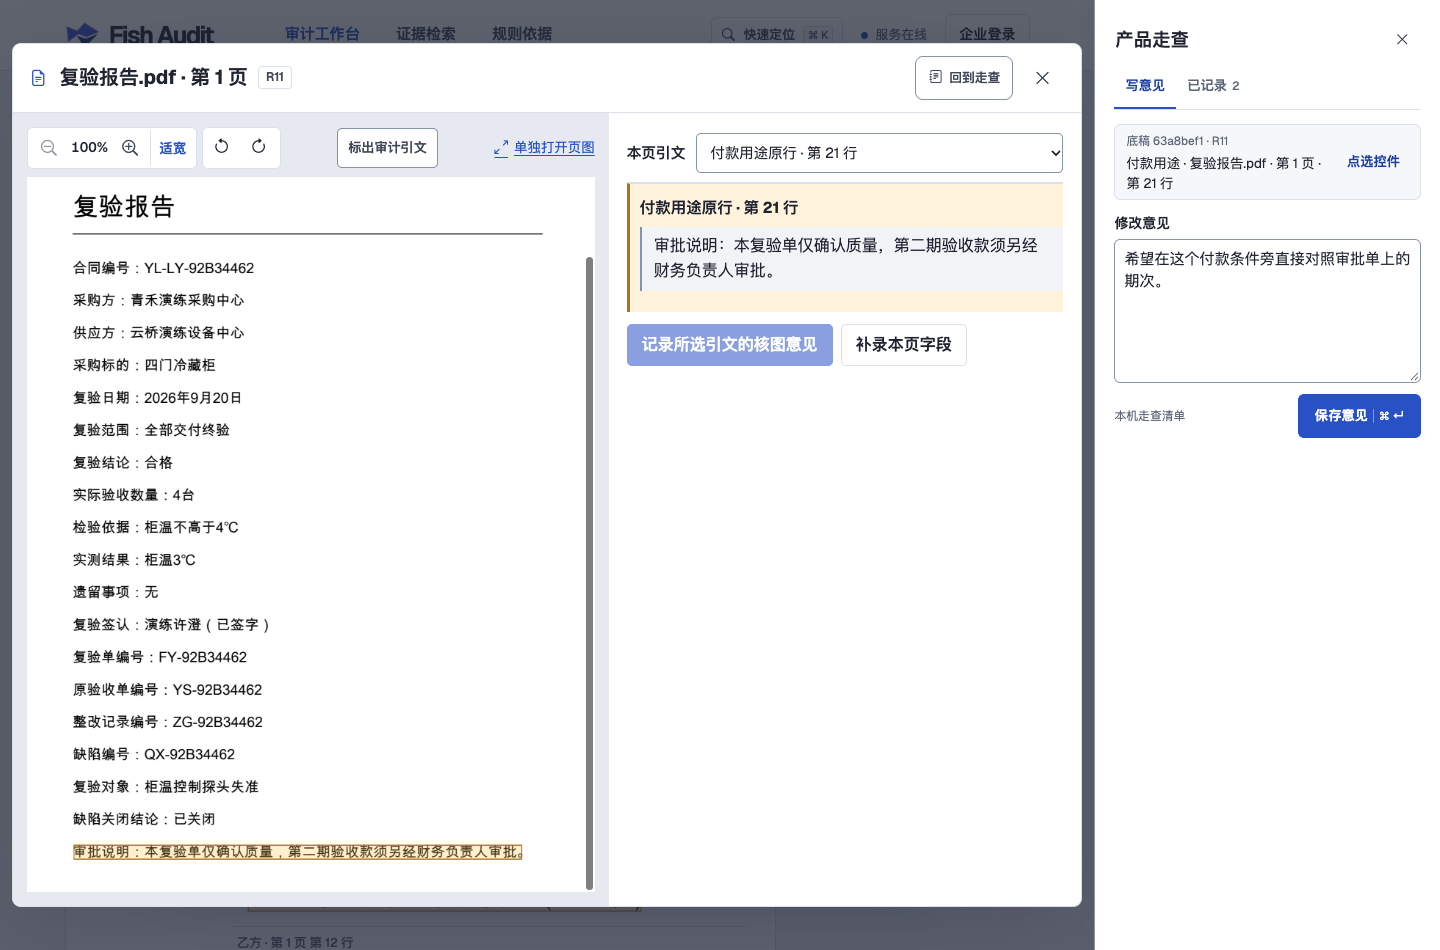 Fish Audit
审计工作台
证据检索
规则依据
快速定位 ⌘ K
服务在线
企业登录
复验报告.pdf · 第 1 页 R11
回到走查
100%
适宽
标出审计引文
单独打开页图
复验报告
合同编号：YL-LY-92B34462
采购方：青禾演练采购中心
供应方：云桥演练设备中心
采购标的：四门冷藏柜
复验日期：2026年9月20日
复验范围：全部交付终验
复验结论：合格
实际验收数量：4台
检验依据：柜温不高于4℃
实测结果：柜温3℃
遗留事项：无
复验签认：演练许澄（已签字）
复验单编号：FY-92B34462
原验收单编号：YS-92B34462
整改记录编号：ZG-92B34462
缺陷编号：QX-92B34462
复验对象：柜温控制探头失准
缺陷关闭结论：已关闭
审批说明：本复验单仅确认质量，第二期验收款须另经财务负责人审批。
本页引文
付款用途原行 · 第 21 行
付款用途原行 · 第 21 行
审批说明：本复验单仅确认质量，第二期验收款须另经
财务负责人审批。
记录所选引文的核图意见
补录本页字段
乙方 · 第 1 页 第 12 行
产品走查
写意见
已记录 2
底稿 63a8bef1 · R11
付款用途 · 复验报告.pdf · 第 1 页 ·
第 21 行
点选控件
修改意见
希望在这个付款条件旁直接对照审批单上的
期次。
本机走查清单
保存意见 ⌘ ↵